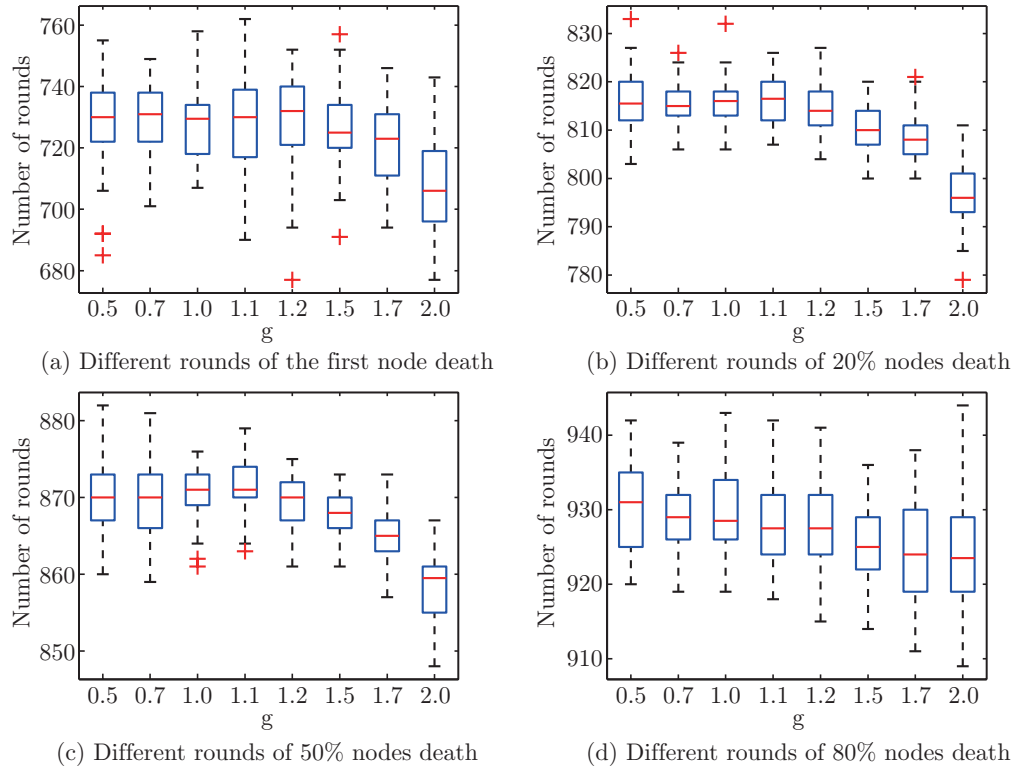 760
740
720
700
680
Number of rounds
0.5 0.7 1.0 1.1 1.2 1.5 1.7 2.0
g
(a) Different rounds of the first node death
830
820
810
800
790
780
Number of rounds
0.5 0.7 1.0 1.1 1.2 1.5 1.7 2.0
g
(b) Different rounds of 20% nodes death
880
870
860
850
Number of rounds
0.5 0.7 1.0 1.1 1.2 1.5 1.7 2.0
g
(c) Different rounds of 50% nodes death
940
930
920
910
Number of rounds
0.5 0.7 1.0 1.1 1.2 1.5 1.7 2.0
g
(d) Different rounds of 80% nodes death